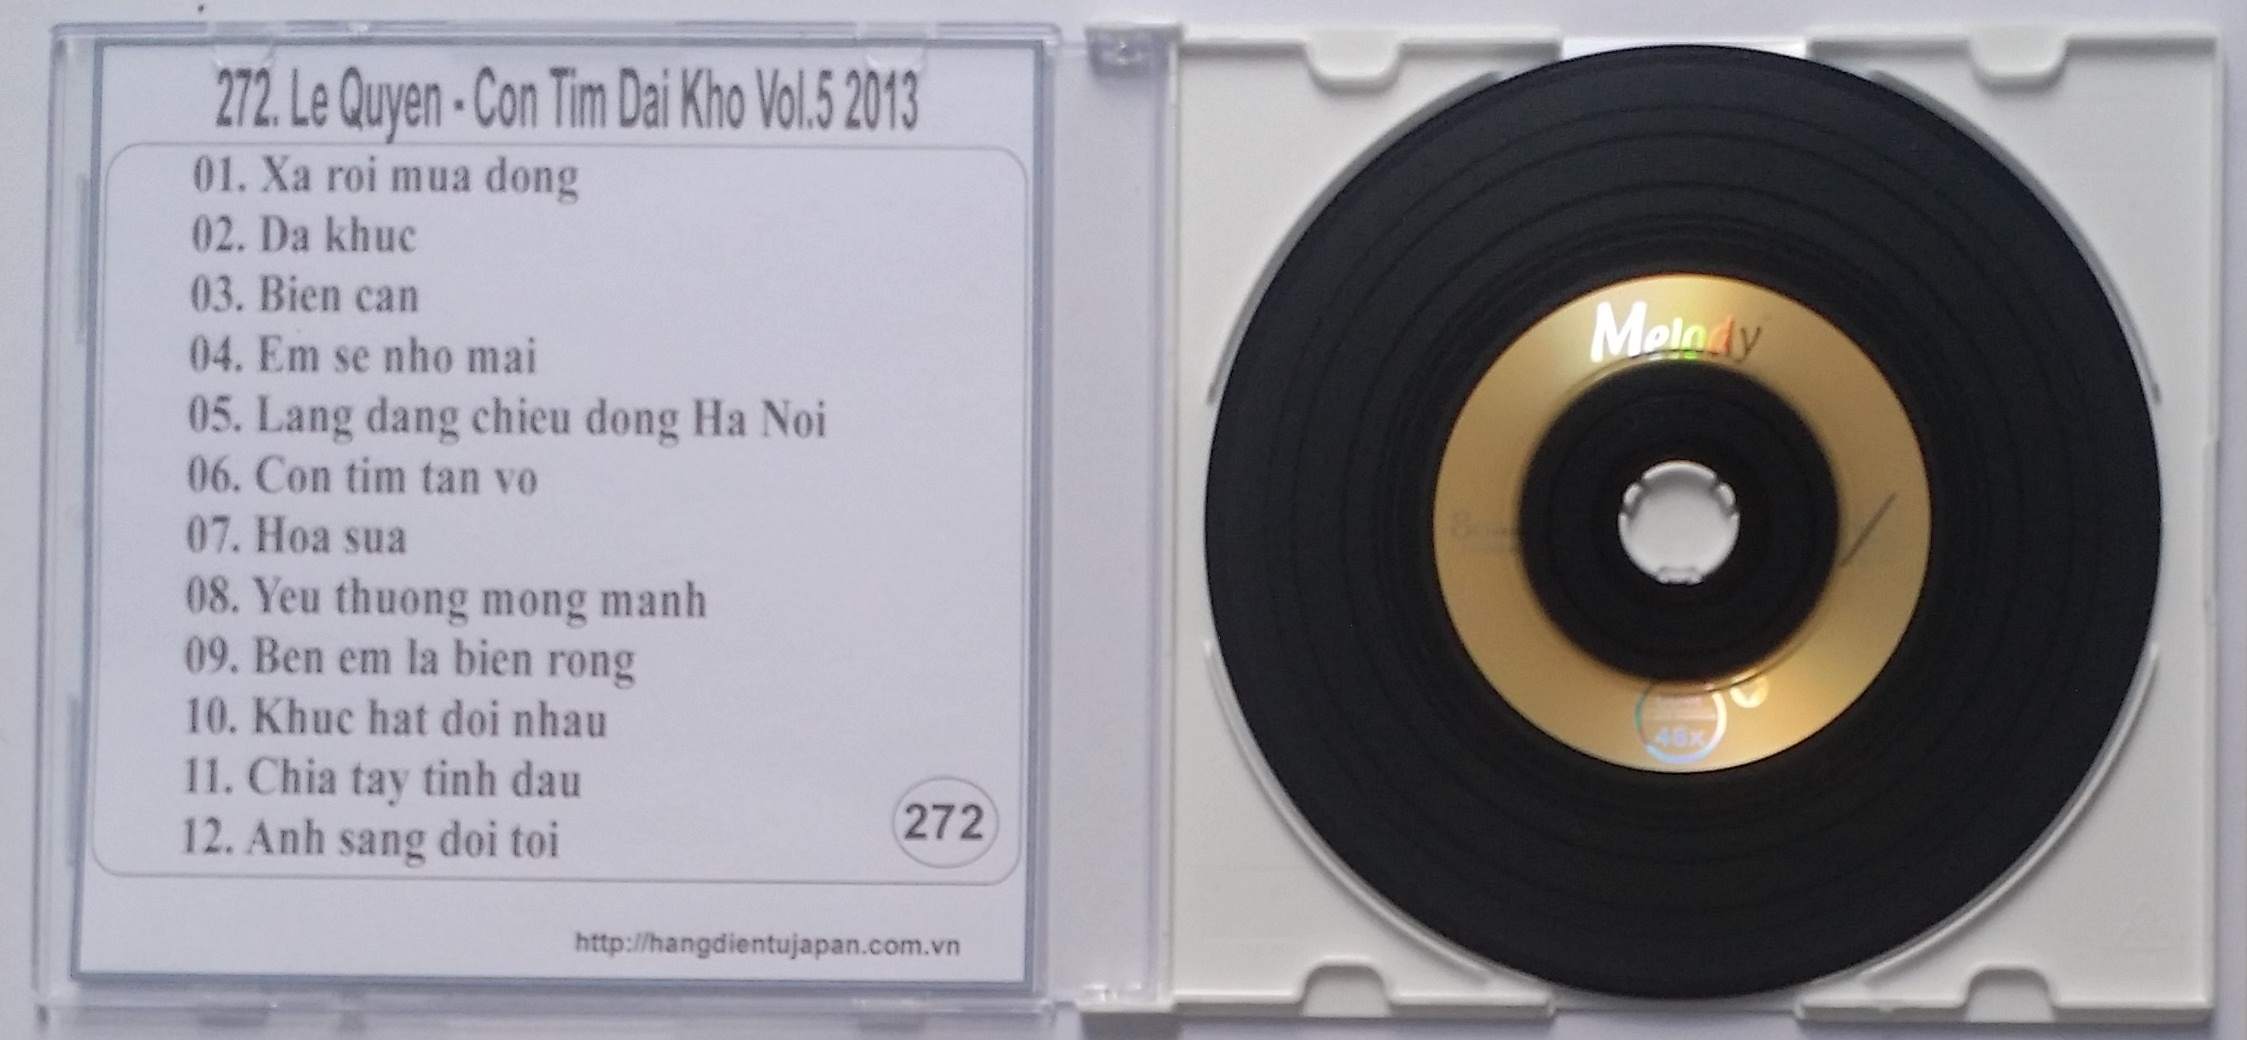 272. Le Quyen - Con Tim Dai Kho Vol.5 2013
01. Xa roi mua dong
02. Da khuc
03. Bien can
04. Em se nho mai
05. Lang dang chieu dong Ha Noi
06. Con tim tan vo
07. Hoa sua
08. Yeu thuong mong manh
09. Ben em la bien rong
10. Khuc hat doi nhau
11. Chia tay tinh dau
12. Anh sang doi toi
272
http://hangdientujapan.com.vn
Melody
48x